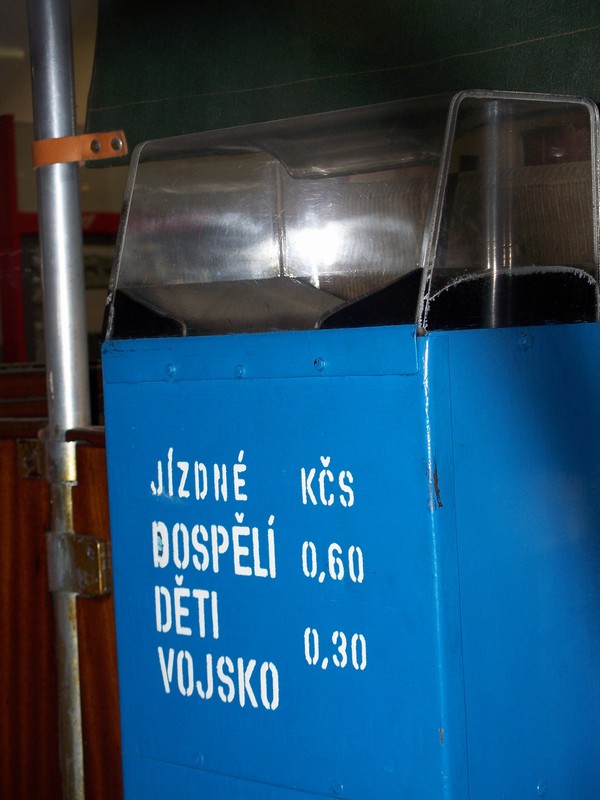 JÍZDNÉ KČS
DOSPĚLÍ 0,60
DĚTI
0,30
VOJSKO